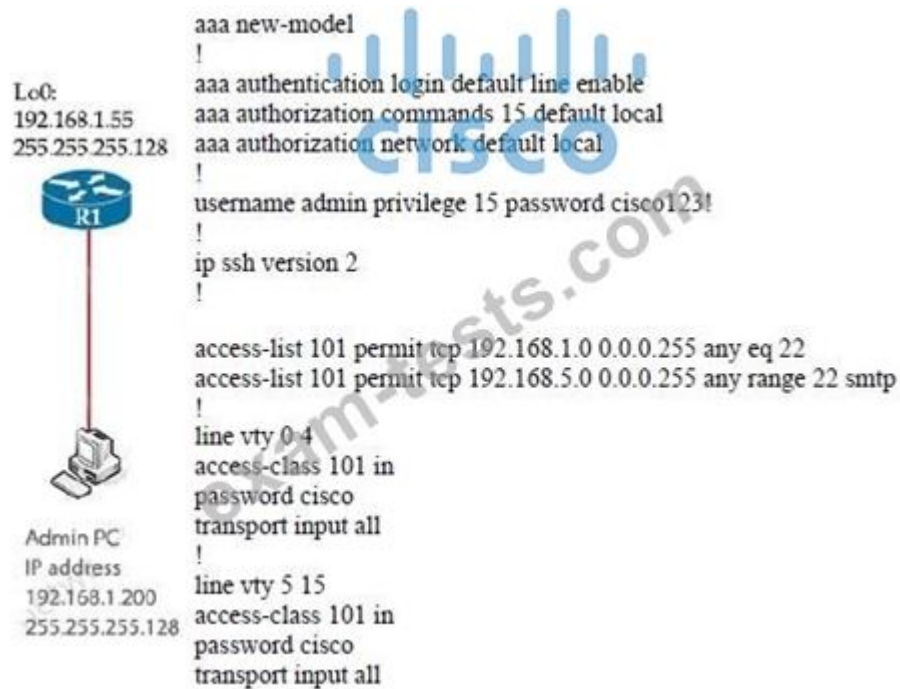 aaa new-model
!
aaa authentication login default line enable
aaa authorization commands 15 default local
aaa authorization network default local
!
username admin privilege 15 password cisco123!
!
ip ssh version 2
!
access-list 101 permit tcp 192.168.1.0 0.0.0.255 any eq 22
access-list 101 permit tcp 192.168.5.0 0.0.0.255 any range 22 smtp
!
line vty 0 4
access-class 101 in
password cisco
transport input all
!
line vty 5 15
access-class 101 in
password cisco
transport input all
Lo0:
192.168.1.55
255.255.255.128
R1
Admin PC
IP address
192.168.1.200
255.255.255.128
CISCO
exam-tests.com